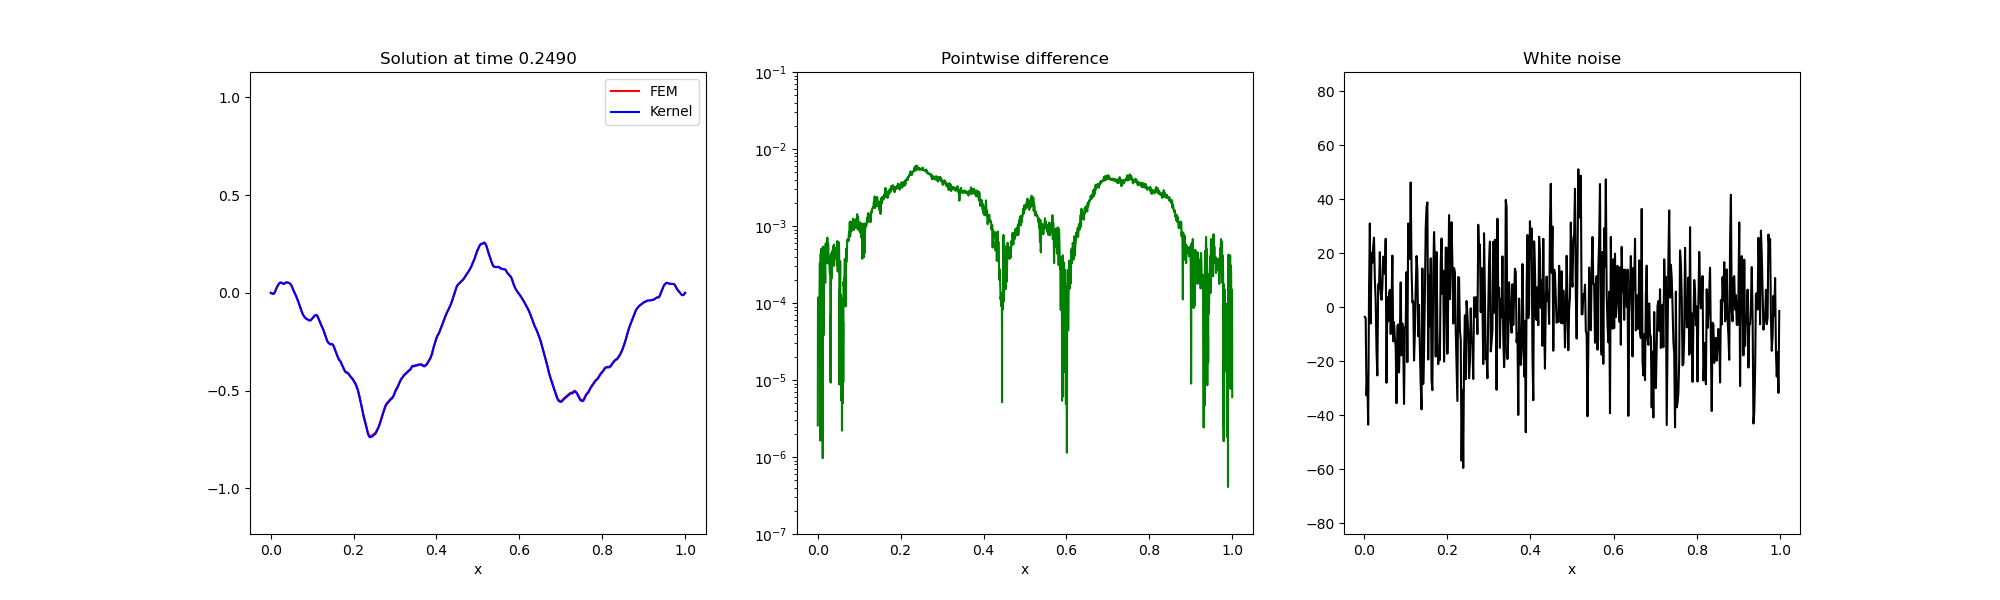 Solution at time 0.2490
1.0
0.5
0.0
−0.5
−1.0
FEM
Kernel
0.0 0.2 0.4 0.6 0.8 1.0
x
Pointwise difference
10⁻¹
10⁻²
10⁻³
10⁻⁴
10⁻⁵
10⁻⁶
10⁻⁷
0.0 0.2 0.4 0.6 0.8 1.0
x
White noise
80
60
40
20
0
−20
−40
−60
−80
0.0 0.2 0.4 0.6 0.8 1.0
x